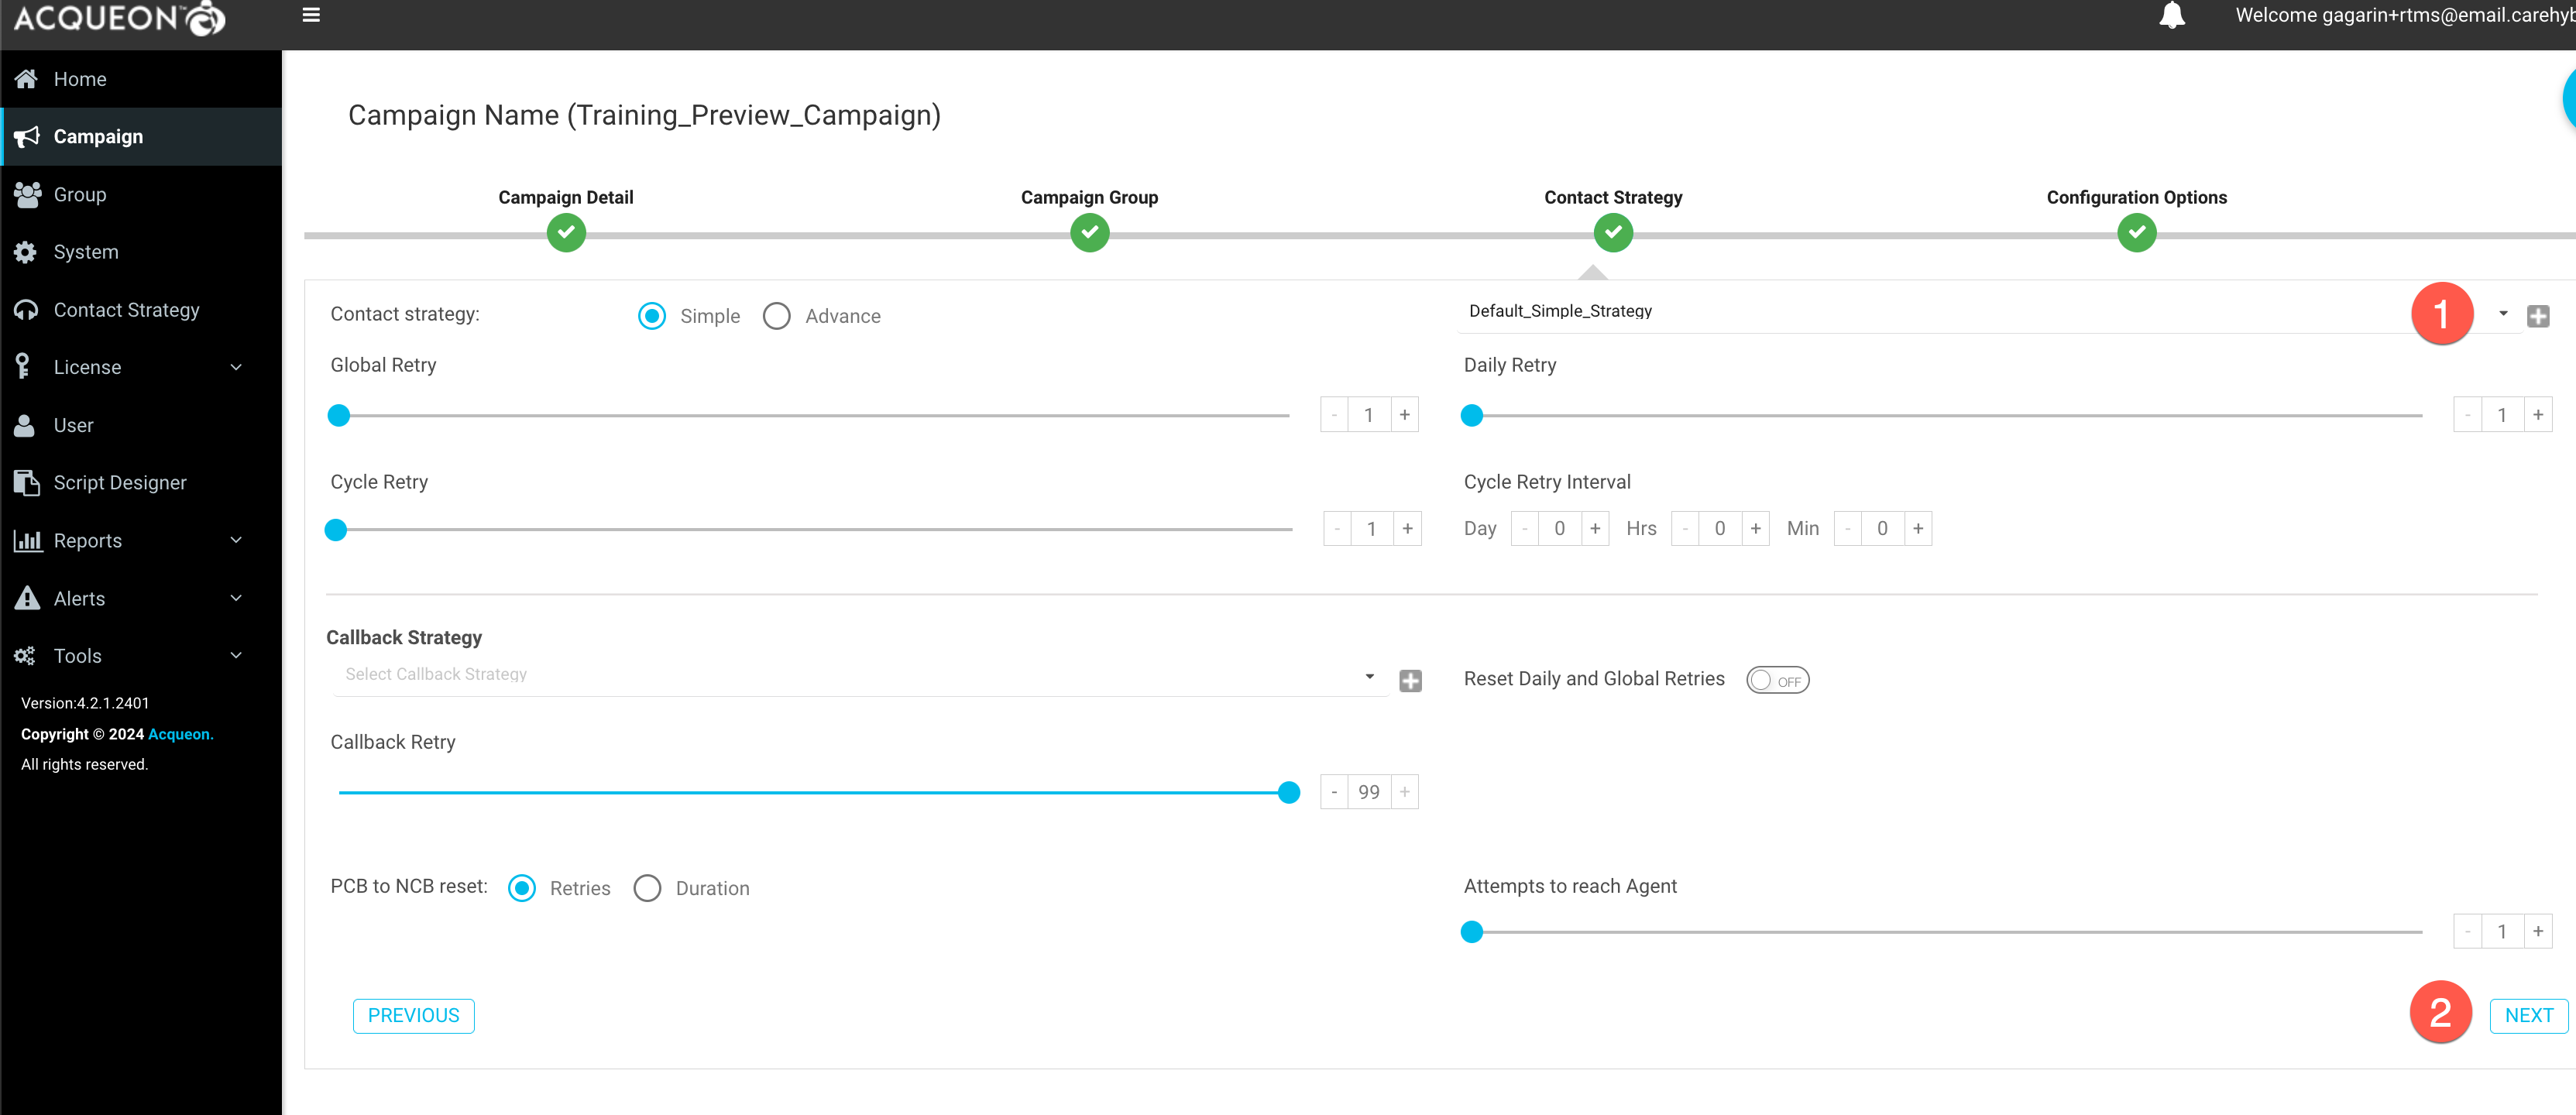 ACQUEON™
Welcome gagarin+rtms@email.carehyb
Home
Campaign
Group
System
Contact Strategy
License
User
Script Designer
Reports
Alerts
Tools
Version:4.2.1.2401
Copyright © 2024 Acqueon.
All rights reserved.
Campaign Name (Training_Preview_Campaign)
Campaign Detail Campaign Group Contact Strategy Configuration Options
Contact strategy: Simple Advance Default_Simple_Strategy 1
Global Retry Daily Retry
- 1 + - 1 +
Cycle Retry Cycle Retry Interval
- 1 + Day - 0 + Hrs - 0 + Min - 0 +
Callback Strategy
Select Callback Strategy Reset Daily and Global Retries OFF
Callback Retry
- 99 +
PCB to NCB reset: Retries Duration Attempts to reach Agent
- 1 +
PREVIOUS 2 NEXT